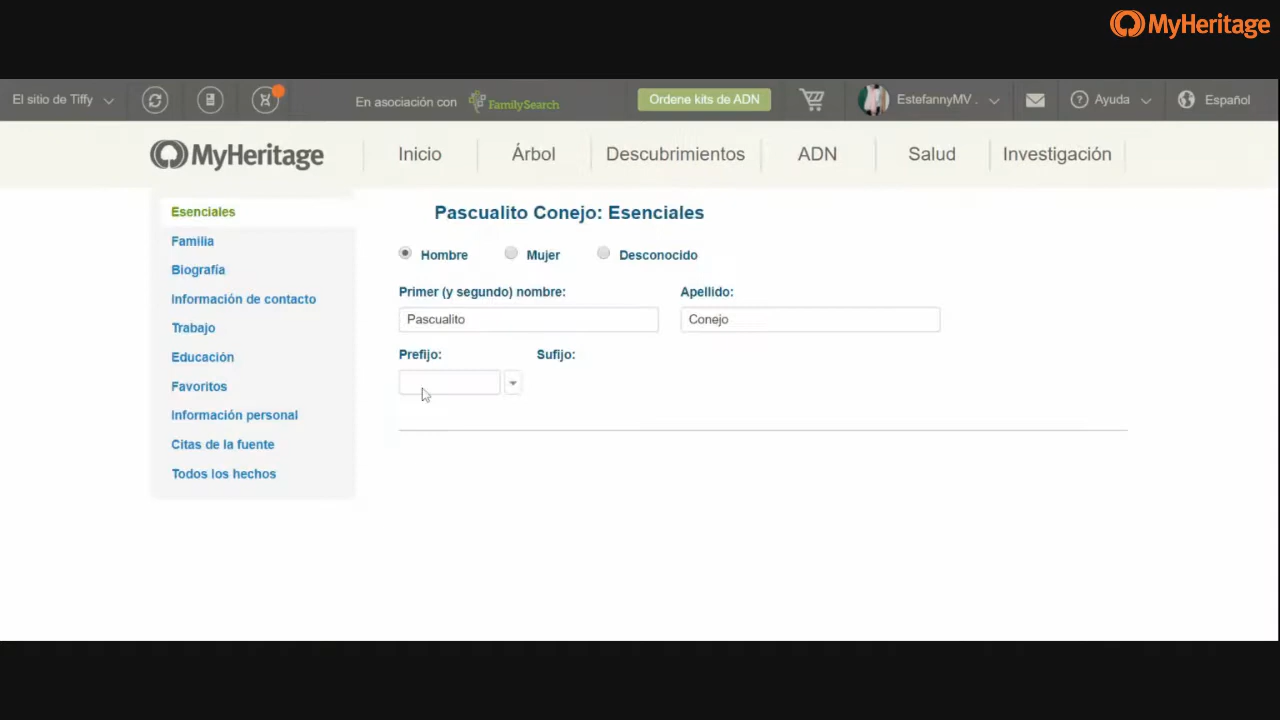 MyHeritage
El sitio de Tiffy
En asociación con FamilySearch
Ordene kits de ADN
EstefannyMV .
Ayuda
Español
MyHeritage
Inicio
Árbol
Descubrimientos
ADN
Salud
Investigación
Esenciales
Familia
Biografía
Información de contacto
Trabajo
Educación
Favoritos
Información personal
Citas de la fuente
Todos los hechos
Pascualito Conejo: Esenciales
Hombre Mujer Desconocido
Primer (y segundo) nombre: Apellido:
Pascualito Conejo
Prefijo: Sufijo: